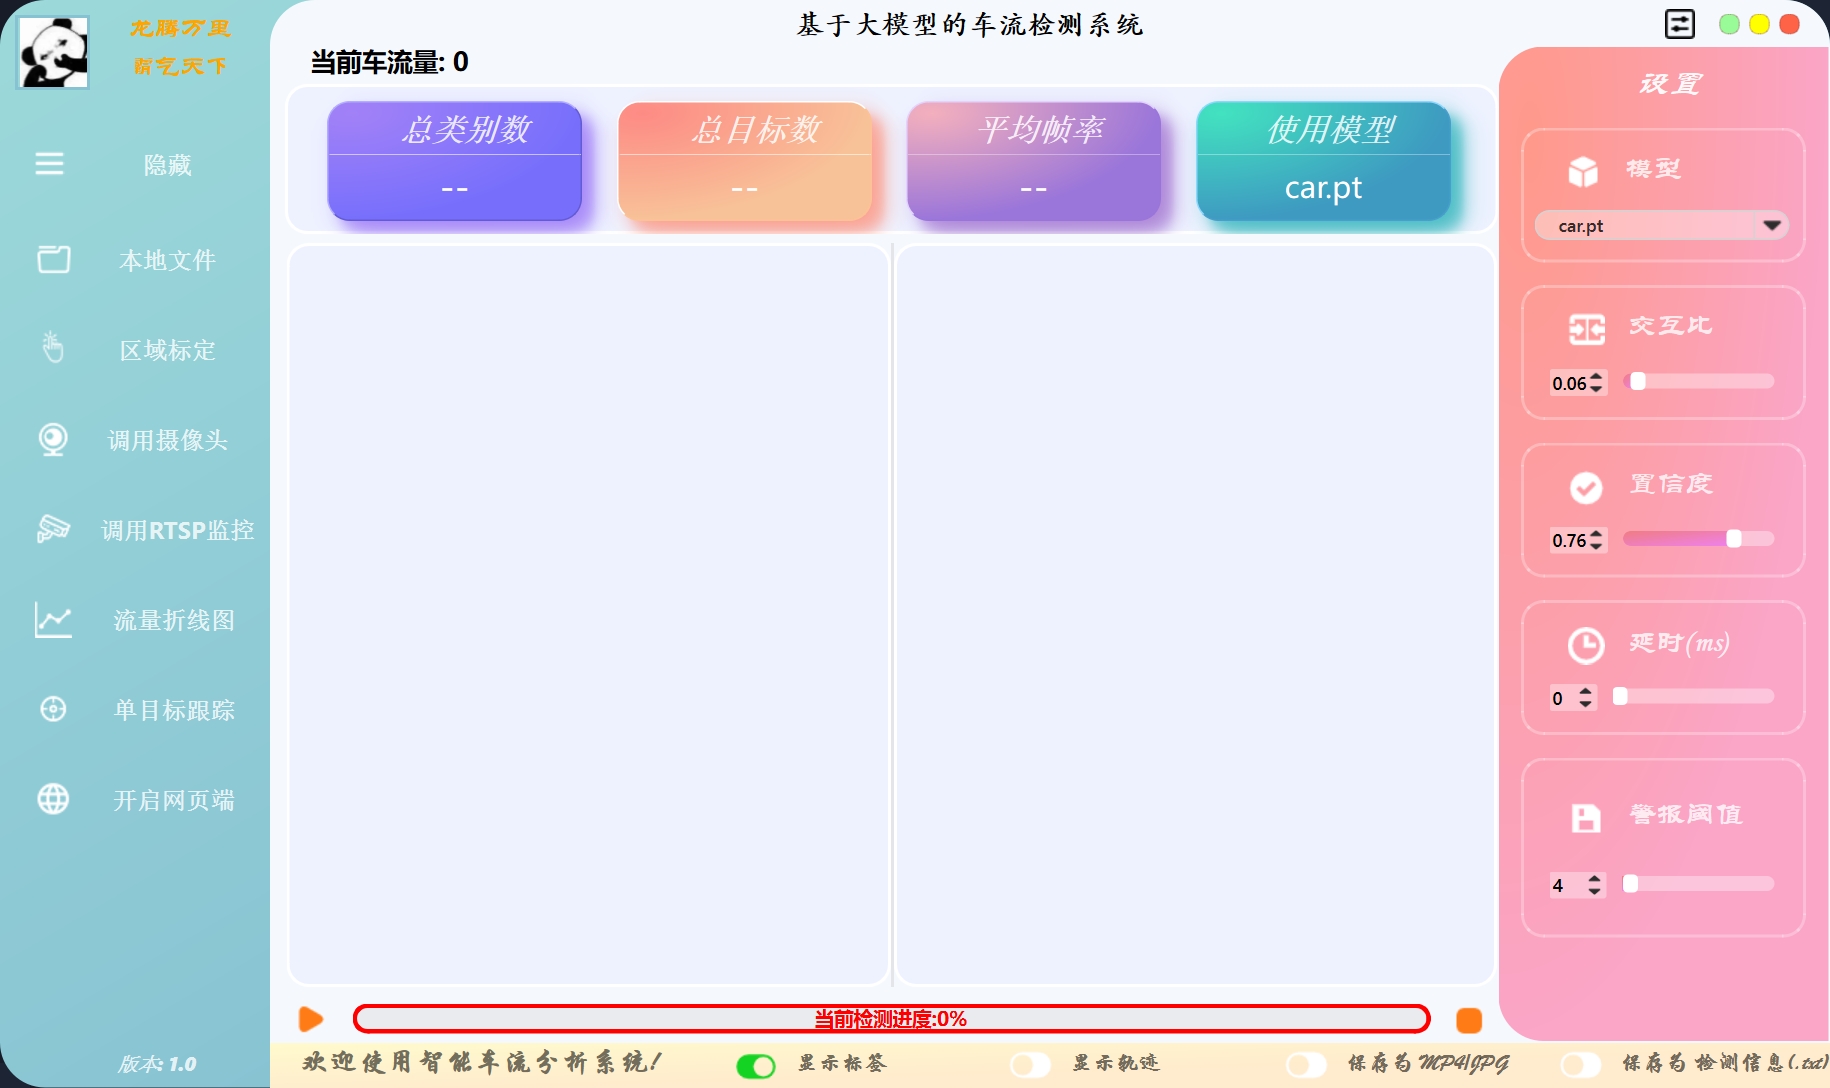 龙腾万里
霸气天下
基于大模型的车流检测系统
当前车流量: 0
隐藏
本地文件
区域标定
调用摄像头
调用RTSP监控
流量折线图
单目标跟踪
开启网页端
版本: 1.0
总类别数
--
总目标数
--
平均帧率
--
使用模型
car.pt
设置
模型
car.pt
交互比
0.06
置信度
0.76
延时(ms)
0
警报阈值
4
当前检测进度:0%
欢迎使用智能车流分析系统!
显示标签
显示轨迹
保存为MP4/JPG
保存为 检测信息(.txt)